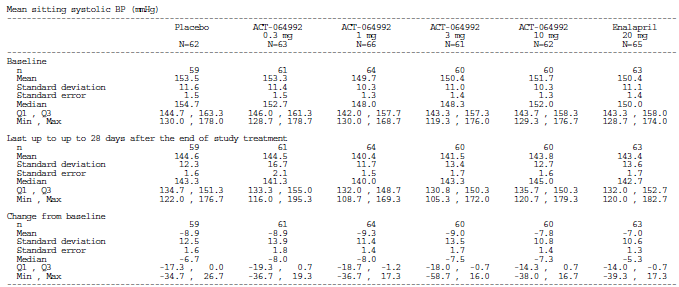 Mean sitting systolic BP (mmHg)
Placebo ACT-064992 ACT-064992 ACT-064992 ACT-064992 Enalapril
0.3 mg 1 mg 3 mg 10 mg 20 mg
N=62 N=63 N=66 N=61 N=62 N=65
Baseline
n 59 61 64 60 60 63
Mean 153.5 153.3 149.7 150.4 151.7 150.4
Standard deviation 11.6 11.4 10.3 11.0 10.3 11.1
Standard error 1.5 1.5 1.3 1.4 1.3 1.4
Median 154.7 152.7 148.0 148.3 152.0 150.0
Q1 , Q3 144.7 , 163.3 146.0 , 161.3 142.0 , 157.7 143.3 , 157.3 143.7 , 158.3 143.3 , 158.0
Min , Max 130.0 , 178.0 128.7 , 178.7 130.0 , 168.7 119.3 , 176.0 129.3 , 176.7 128.7 , 174.0
Last up to up to 28 days after the end of study treatment
n 59 61 64 60 60 63
Mean 144.6 144.5 140.4 141.5 143.8 143.4
Standard deviation 12.3 16.7 11.7 13.4 12.7 13.6
Standard error 1.6 2.1 1.5 1.7 1.6 1.7
Median 143.3 141.3 140.0 143.3 145.0 142.7
Q1 , Q3 134.7 , 151.3 133.3 , 155.0 132.0 , 148.7 130.8 , 150.3 135.7 , 150.3 132.0 , 152.7
Min , Max 122.0 , 176.7 116.0 , 195.3 108.7 , 169.3 105.3 , 172.0 120.7 , 179.3 120.0 , 182.7
Change from baseline
n 59 61 64 60 60 63
Mean -8.9 -8.9 -9.3 -9.0 -7.8 -7.0
Standard deviation 12.5 13.9 11.4 13.5 10.8 10.6
Standard error 1.6 1.8 1.4 1.7 1.4 1.3
Median -6.7 -8.0 -8.0 -7.5 -7.3 -5.3
Q1 , Q3 -17.3 , 0.0 -19.3 , 0.7 -18.7 , -1.2 -18.0 , -0.7 -14.3 , 0.7 -14.0 , -0.7
Min , Max -34.7 , 26.7 -36.7 , 19.3 -36.7 , 17.3 -58.7 , 16.0 -38.0 , 16.7 -39.3 , 17.3